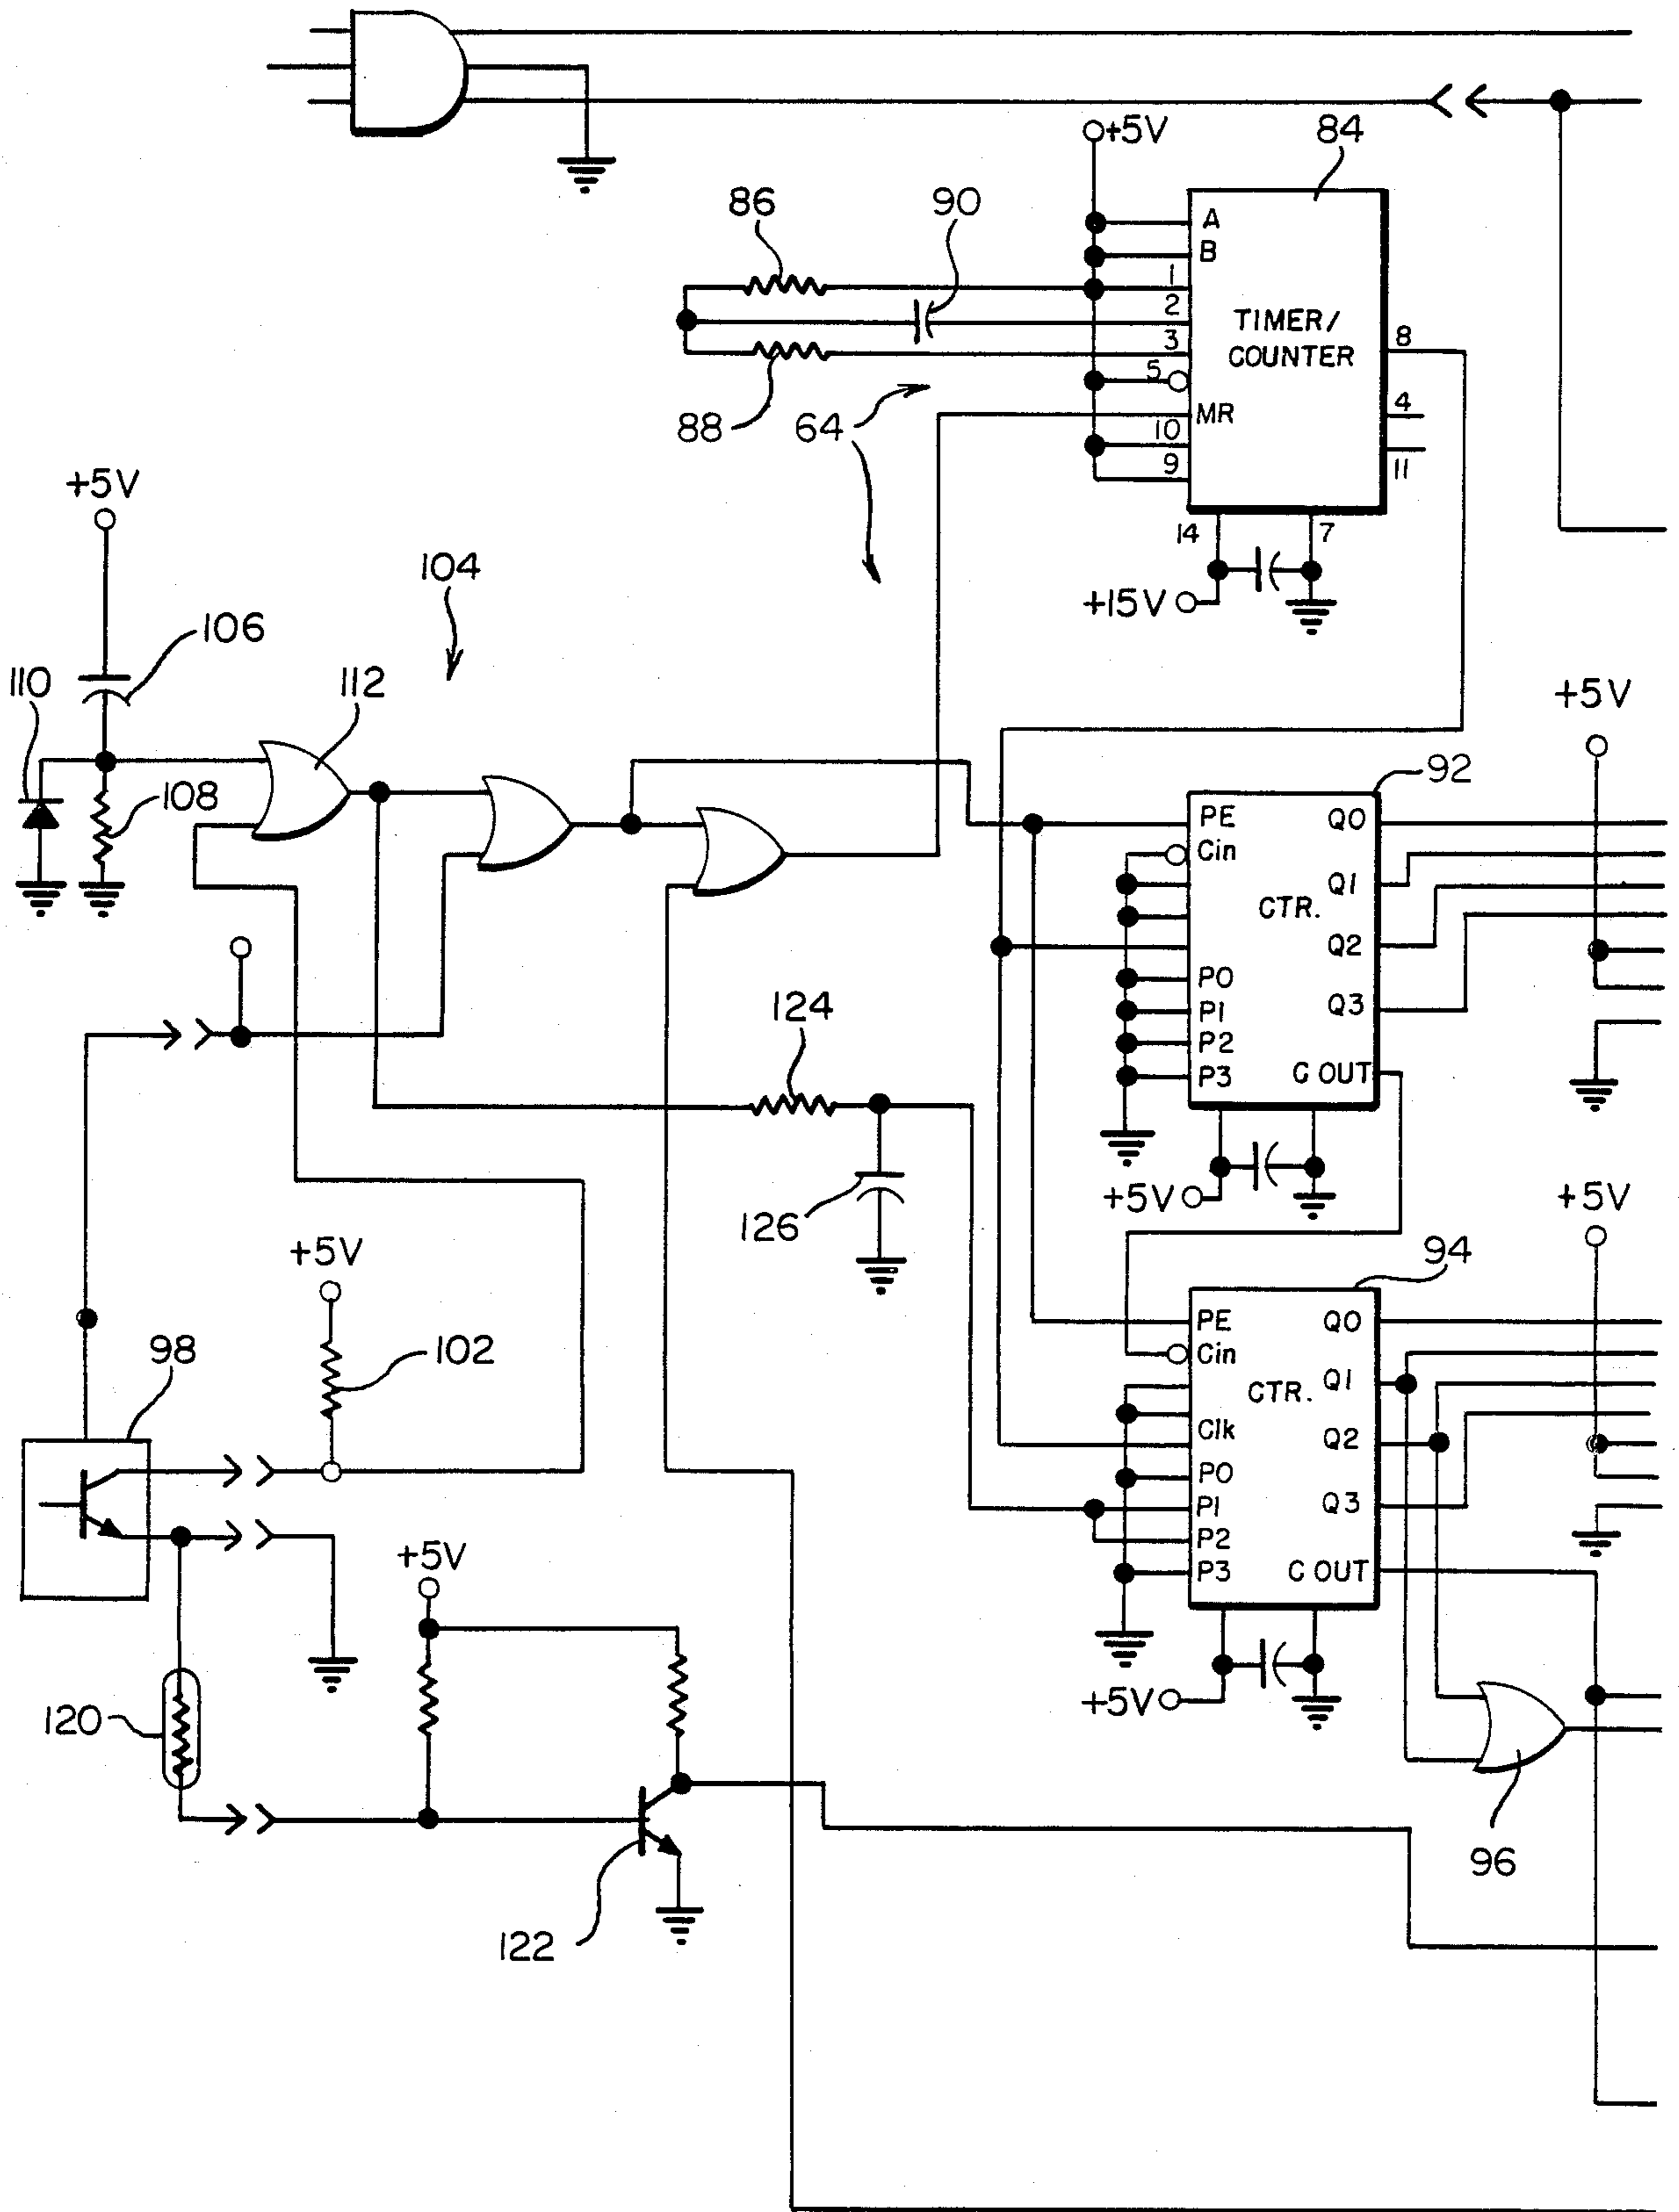 +5V
84
86
90
A
B
1
2
3
5
MR
10
9
TIMER/
COUNTER
8
4
11
88
64
14
7
+15V
+5V
104
106
110
112
108
+5V
92
PE
Cin
P0
P1
P2
P3
CTR.
Q0
Q1
Q2
Q3
C OUT
+5V
124
126
+5V
102
98
+5V
94
PE
Cin
Clk
P0
P1
P2
P3
CTR.
Q0
Q1
Q2
Q3
C OUT
+5V
+5V
120
122
96